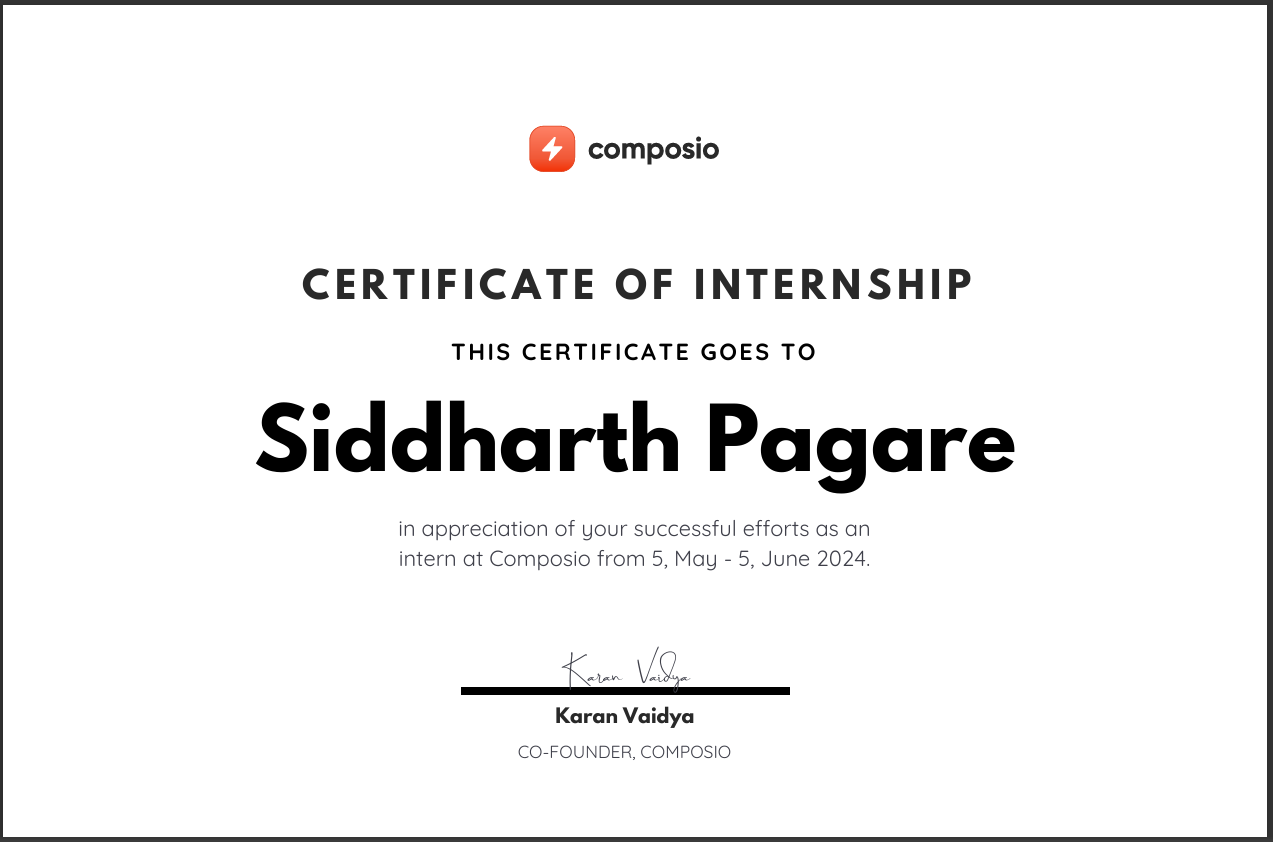 composio
CERTIFICATE OF INTERNSHIP
THIS CERTIFICATE GOES TO
Siddharth Pagare
in appreciation of your successful efforts as an
intern at Composio from 5, May - 5, June 2024.
Karan Vaidya
Karan Vaidya
CO-FOUNDER, COMPOSIO